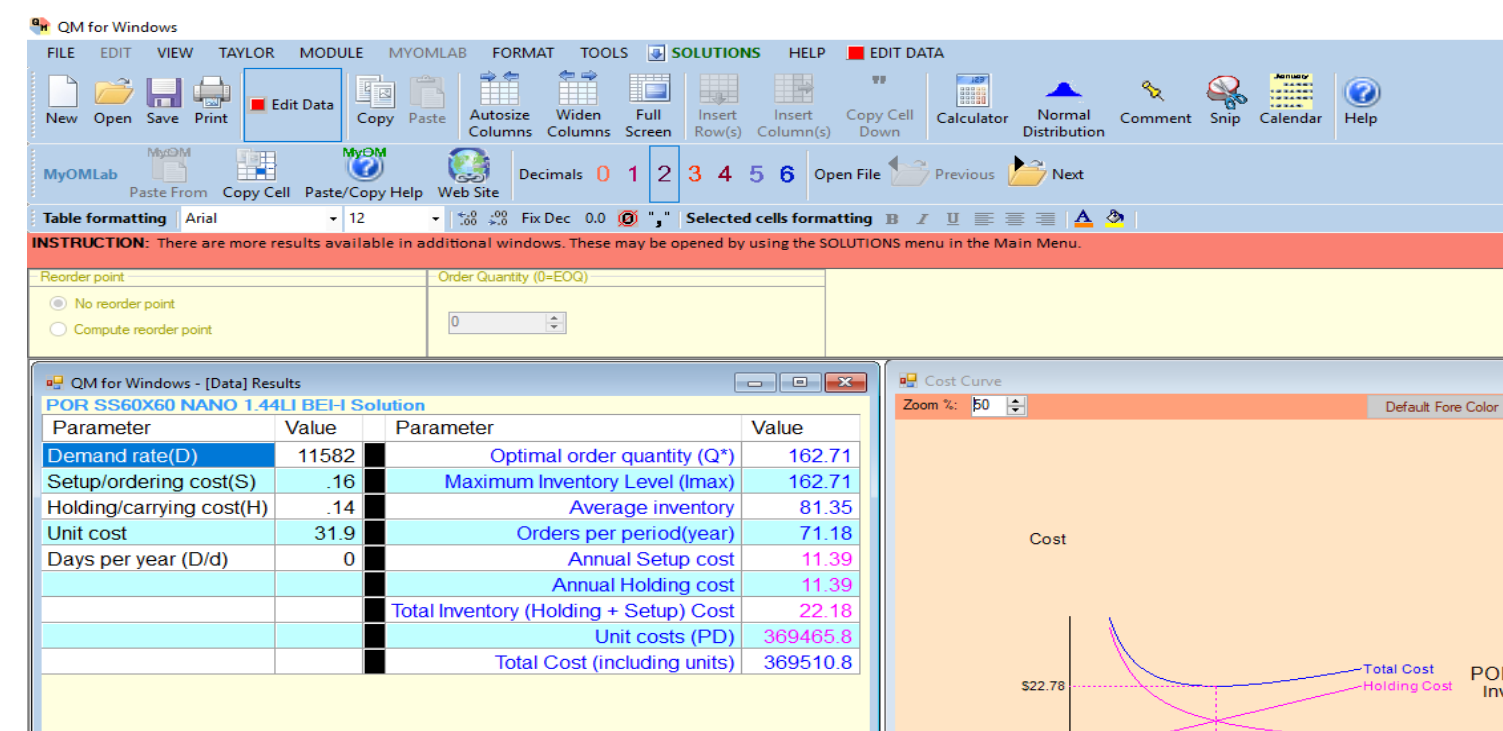 QM for Windows
FILE EDIT VIEW TAYLOR MODULE MYOMLAB FORMAT TOOLS SOLUTIONS HELP EDIT DATA
New Open Save Print Edit Data Copy Paste Autosize Columns Widen Columns Full Screen Insert Row(s) Insert Column(s) Copy Cell Down Calculator Normal Distribution Comment Snip January Calendar Help
MyOMLab MyOM Paste From Copy Cell MyOM Paste/Copy Help Web Site Decimals 0 1 2 3 4 5 6 Open File Previous Next
Table formatting Arial 12 Fix Dec 0.0 "," Selected cells formatting B I U A
INSTRUCTION: There are more results available in additional windows. These may be opened by using the SOLUTIONS menu in the Main Menu.
Reorder point
No reorder point
Compute reorder point
Order Quantity (0=EOQ)
0
QM for Windows - [Data] Results
POR SS60X60 NANO 1.44LI BEI-I Solution
Parameter Value Parameter Value
Demand rate(D) 11582 Optimal order quantity (Q*) 162.71
Setup/ordering cost(S) .16 Maximum Inventory Level (Imax) 162.71
Holding/carrying cost(H) .14 Average inventory 81.35
Unit cost 31.9 Orders per period(year) 71.18
Days per year (D/d) 0 Annual Setup cost 11.39
Annual Holding cost 11.39
Total Inventory (Holding + Setup) Cost 22.18
Unit costs (PD) 369465.8
Total Cost (including units) 369510.8
Cost Curve
Zoom %: 50 Default Fore Color
Cost
$22.78
Total Cost
Holding Cost